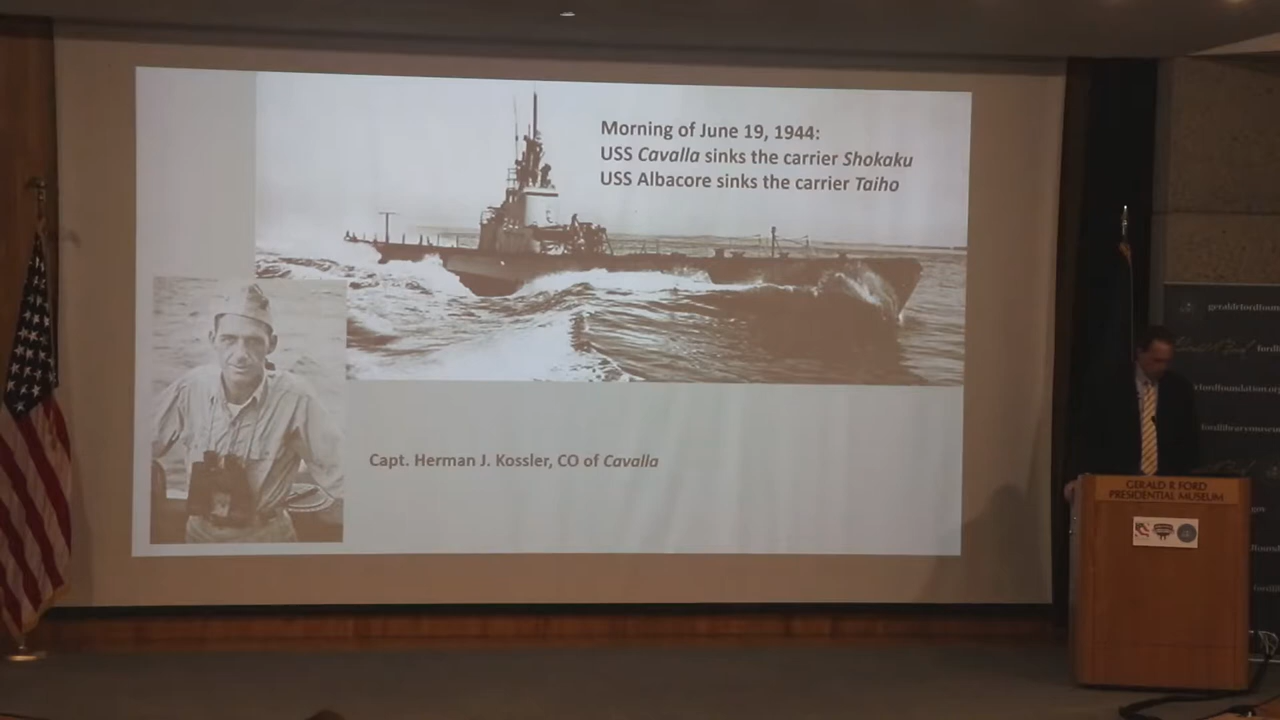 Morning of June 19, 1944:
USS Cavalla sinks the carrier Shokaku
USS Albacore sinks the carrier Taiho
Capt. Herman J. Kossler, CO of Cavalla
GERALD R FORD
PRESIDENTIAL MUSEUM